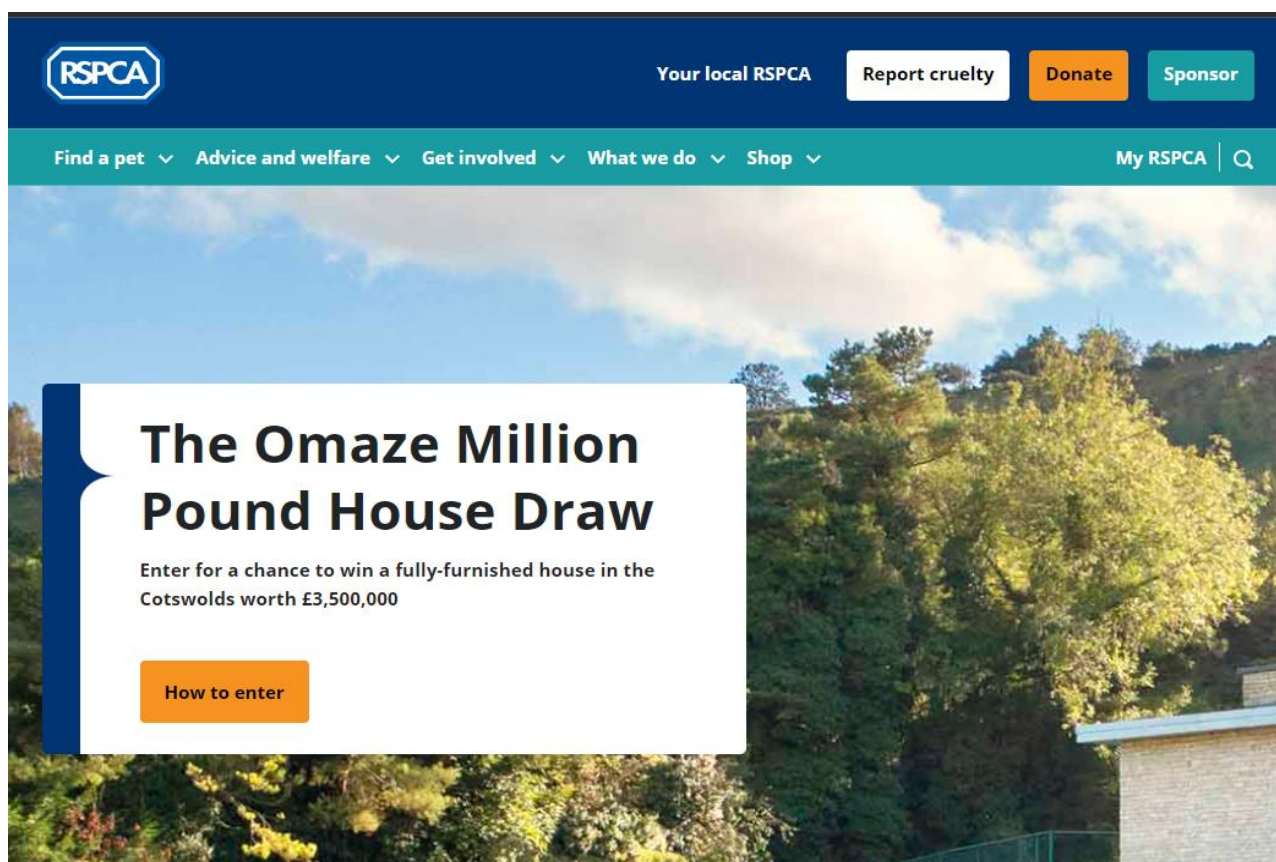 RSPCA
Your local RSPCA
Report cruelty
Donate
Sponsor
Find a pet
Advice and welfare
Get involved
What we do
Shop
My RSPCA
The Omaze Million
Pound House Draw
Enter for a chance to win a fully-furnished house in the
Cotswolds worth £3,500,000
How to enter